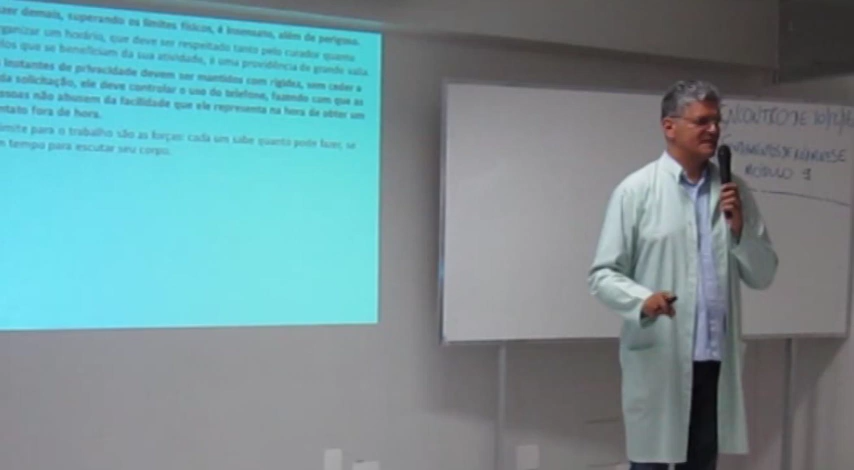 zer demais, superando os limites físicos, é insensato, além de perigoso.
rganizar um horário, que deve ser respeitado tanto pelo curador quanto
los que se beneficiam da sua atividade, é uma providência de grande valia.
s instantes de privacidade devem ser mantidos com rigidez, sem ceder a
da solicitação, ele deve controlar o uso do telefone, fazendo com que as
essoas não abusem da facilidade que ele representa na hora de obter um
ntato fora de hora.
limite para o trabalho são as forças: cada um sabe quanto pode fazer, se
m tempo para escutar seu corpo.
MÓDULO 1